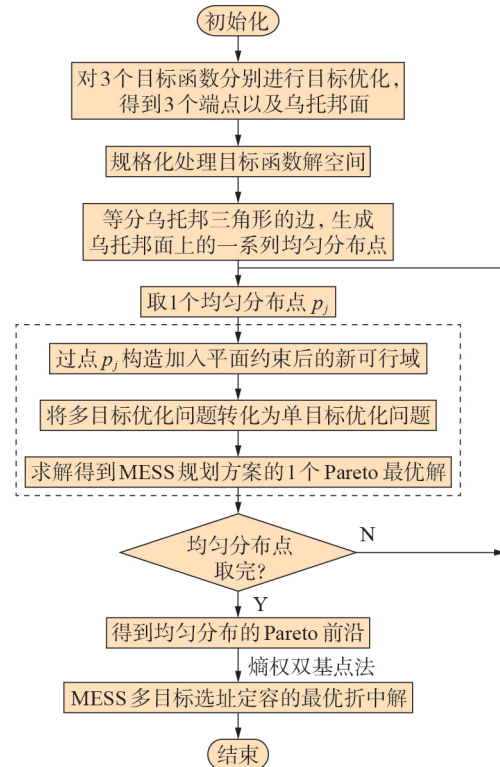 初始化
对3个目标函数分别进行目标优化,
得到3个端点以及乌托邦面
规格化处理目标函数解空间
等分乌托邦三角形的边, 生成
乌托邦面上的一系列均匀分布点
取1个均匀分布点 pj
过点 pj 构造加入平面约束后的新可行域
将多目标优化问题转化为单目标优化问题
求解得到MESS规划方案的1个 Pareto 最优解
均匀分布点
取完?
N
Y
得到均匀分布的Pareto 前沿
熵权双基点法
MESS多目标选址定容的最优折中解
结束